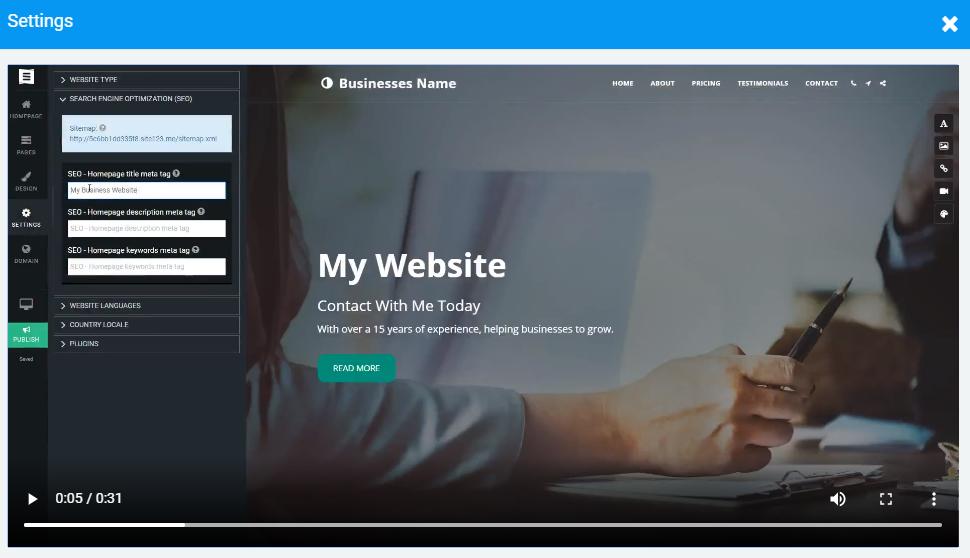 Settings
WEBSITE TYPE
SEARCH ENGINE OPTIMIZATION (SEO)
Sitemap:
http://5c6bb1dd335f8.site123.me/sitemap.xml
SEO - Homepage title meta tag
My Business Website
SEO - Homepage description meta tag
SEO - Homepage description meta tag
SEO - Homepage keywords meta tag
SEO - Homepage keywords meta tag
WEBSITE LANGUAGES
COUNTRY LOCALE
PLUGINS
HOMEPAGE
PAGES
DESIGN
SETTINGS
DOMAIN
PUBLISH
Saved
Businesses Name
HOME ABOUT PRICING TESTIMONIALS CONTACT
A
My Website
Contact With Me Today
With over a 15 years of experience, helping businesses to grow.
READ MORE
0:05 / 0:31